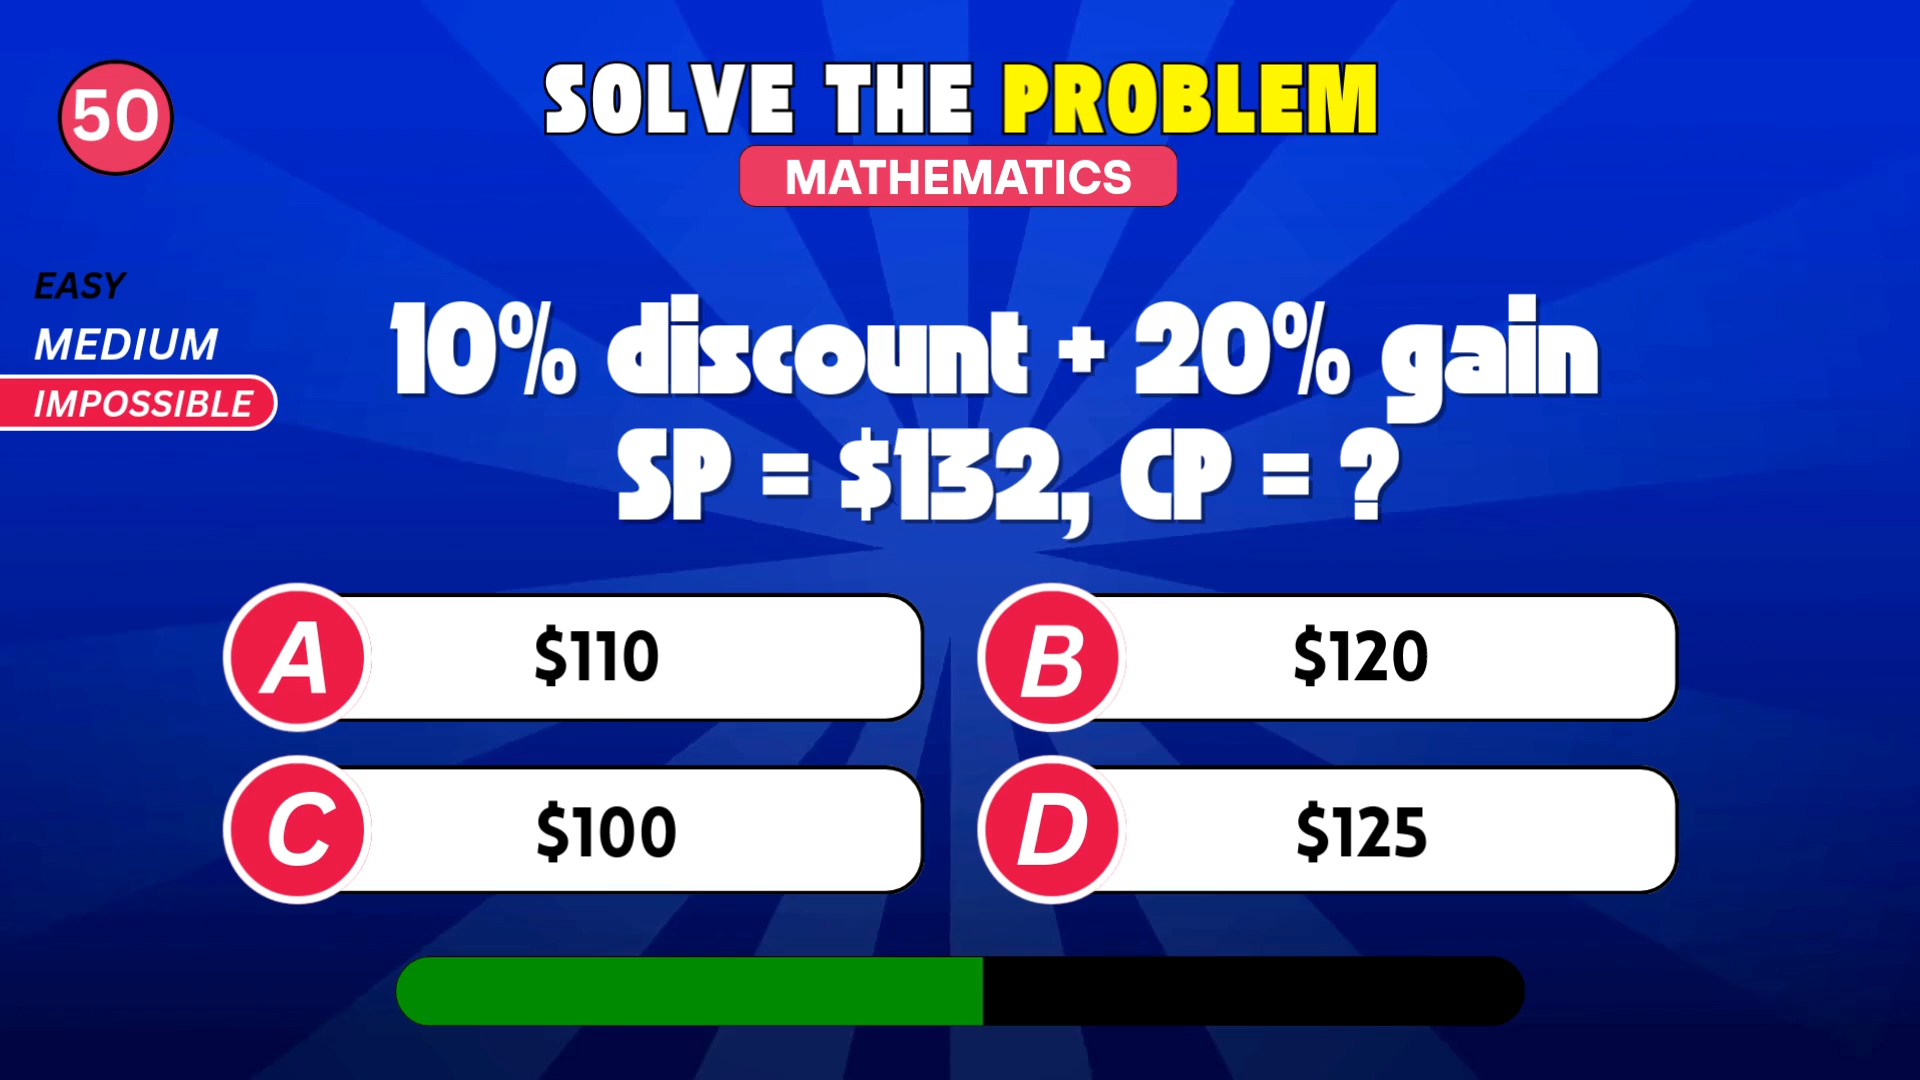 50
SOLVE THE PROBLEM
MATHEMATICS
EASY
MEDIUM
IMPOSSIBLE
10% discount + 20% gain
SP = $132, CP = ?
A $110
B $120
C $100
D $125